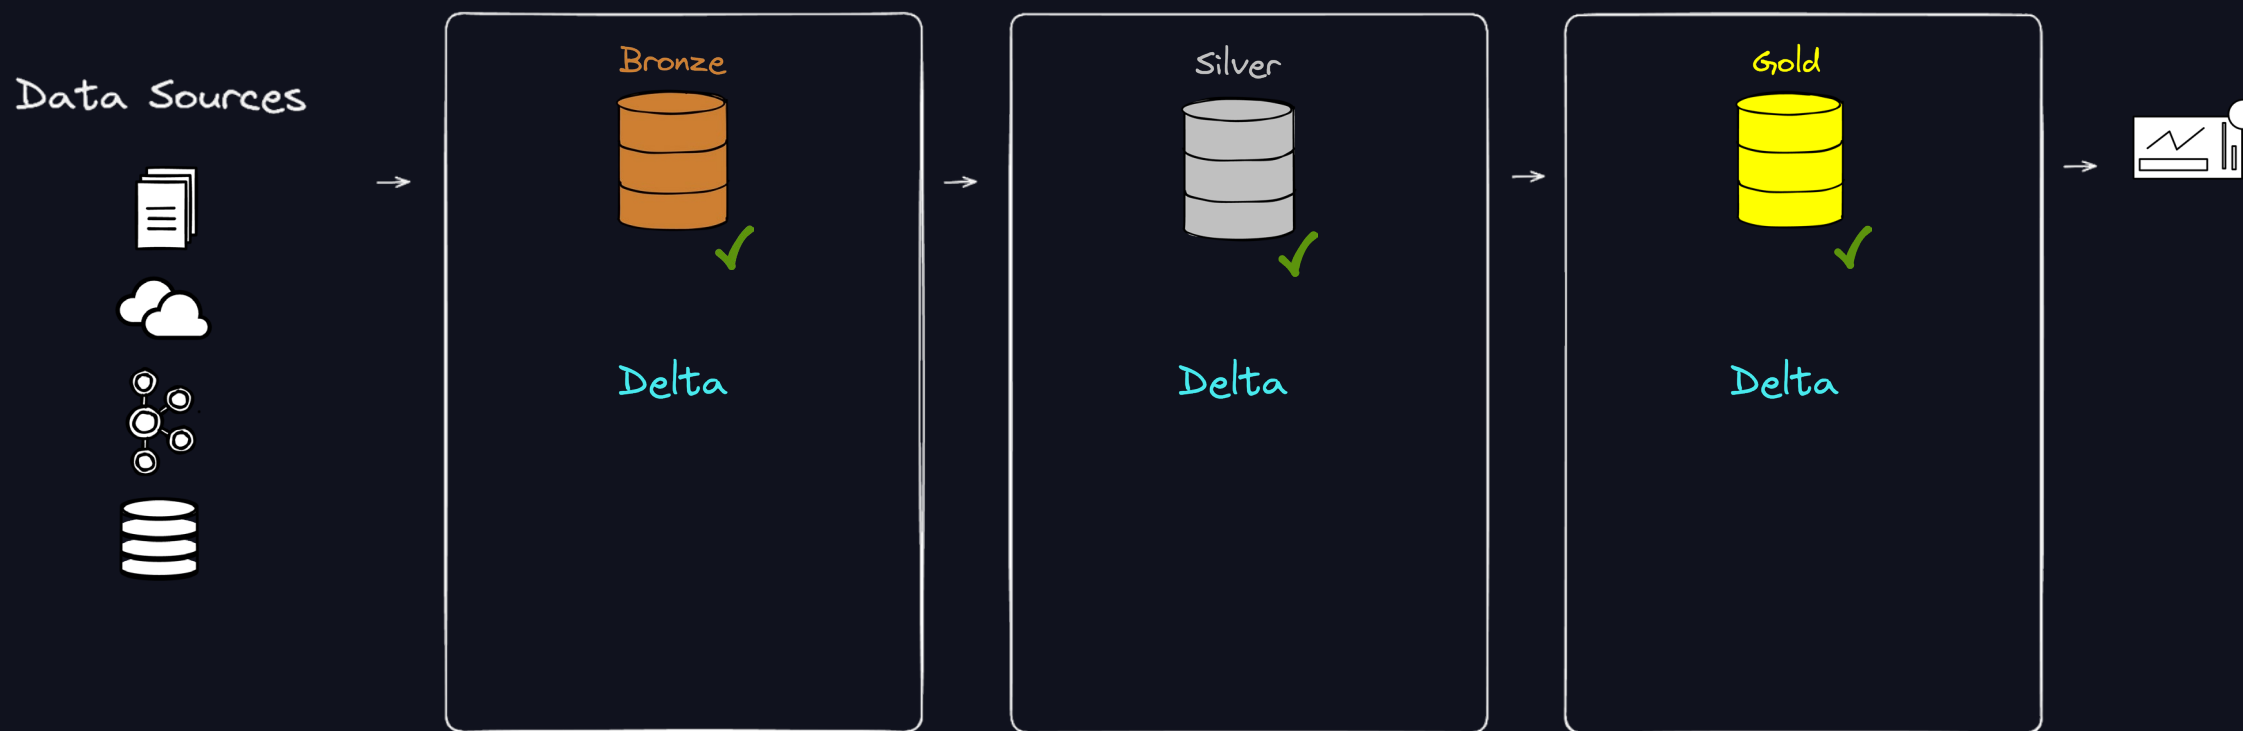 Data Sources
Bronze
Silver
Gold
Delta
Delta
Delta